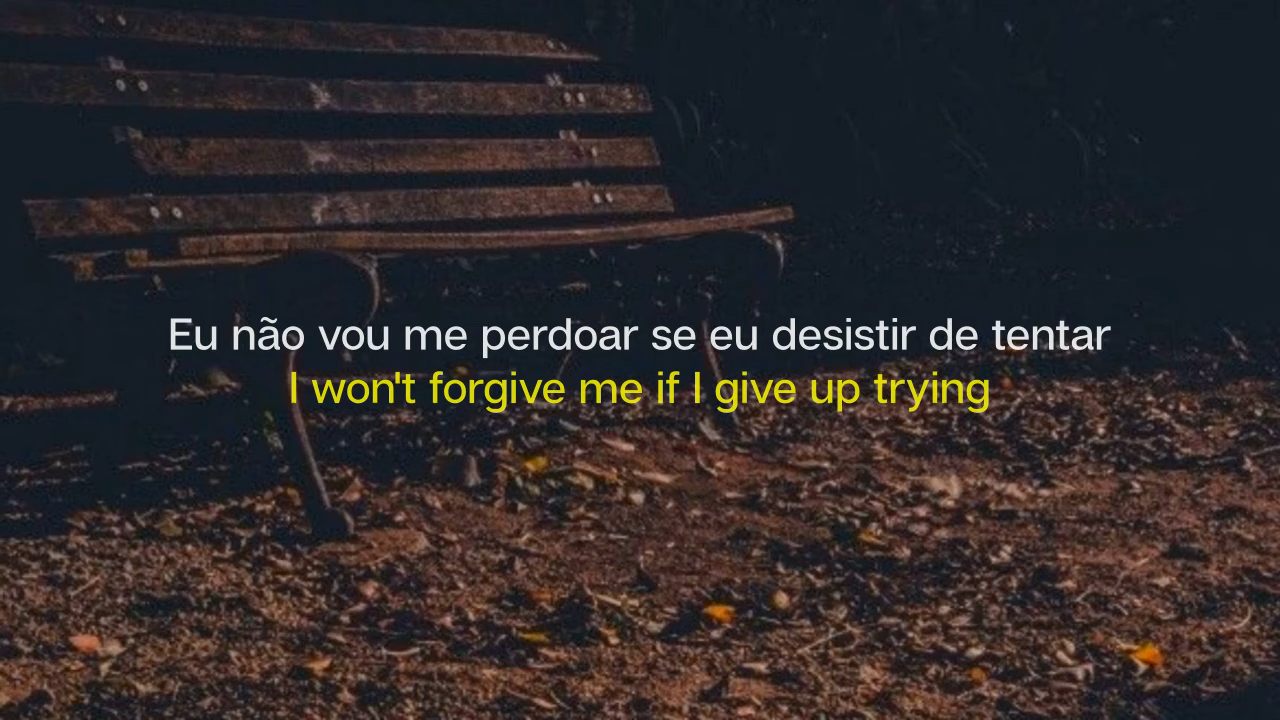 Eu não vou me perdoar se eu desistir de tentar
I won't forgive me if I give up trying